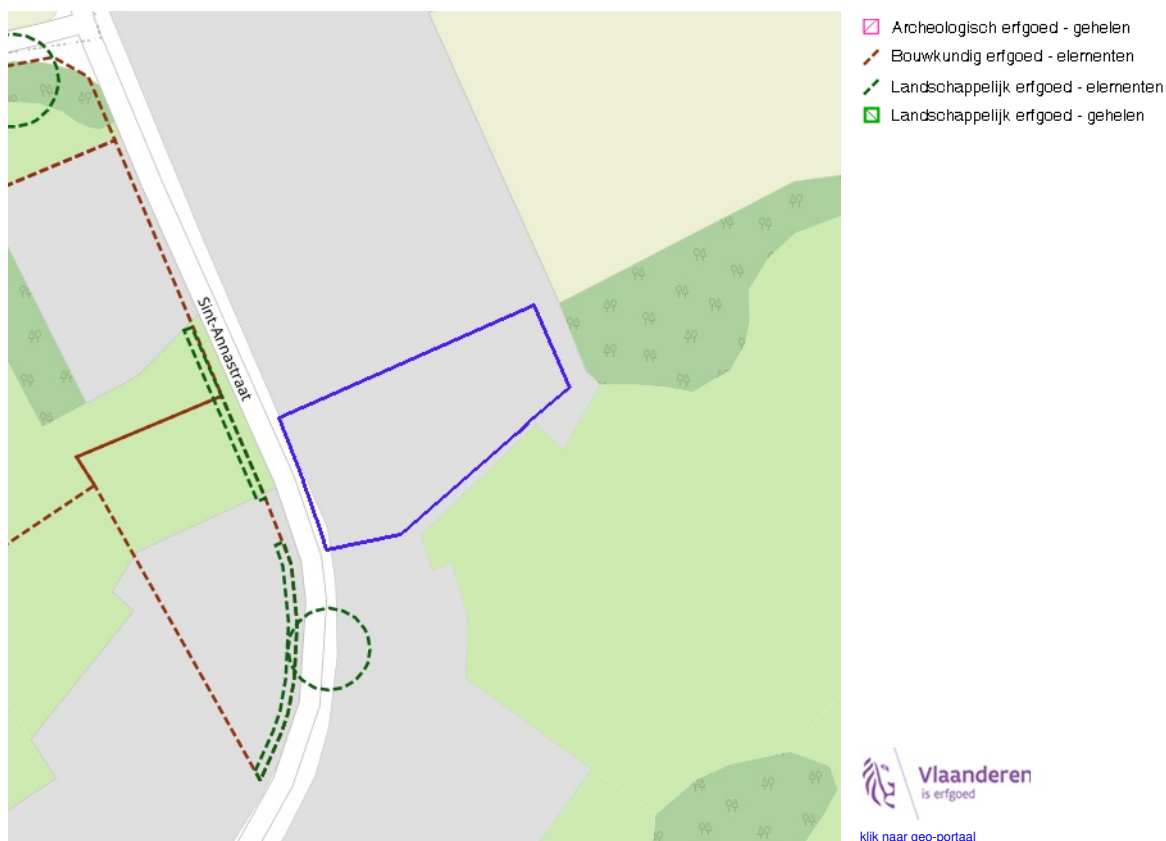 Sint-Annastraat
Archeologisch erfgoed - gehelen
Bouwkundig erfgoed - elementen
Landschappelijk erfgoed - elementen
Landschappelijk erfgoed - gehelen
Vlaanderen
is erfgoed
klik naar geo-portaal